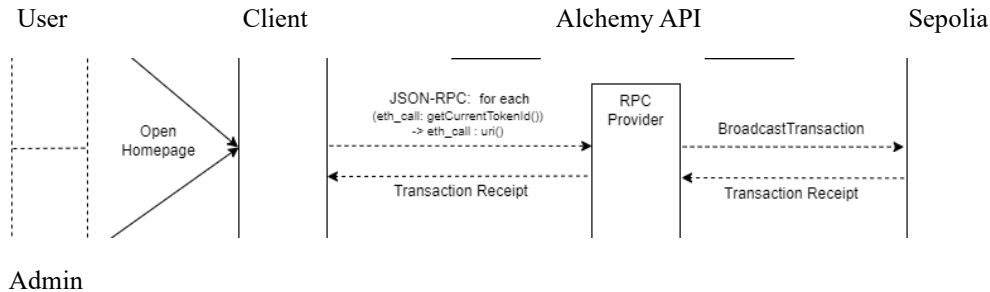 User Client Alchemy API Sepolia
Open
Homepage
JSON-RPC: for each
(eth_call: getCurrentTokenId())
-> eth_call : uri()
Transaction Receipt
RPC
Provider
BroadcastTransaction
Transaction Receipt
Admin